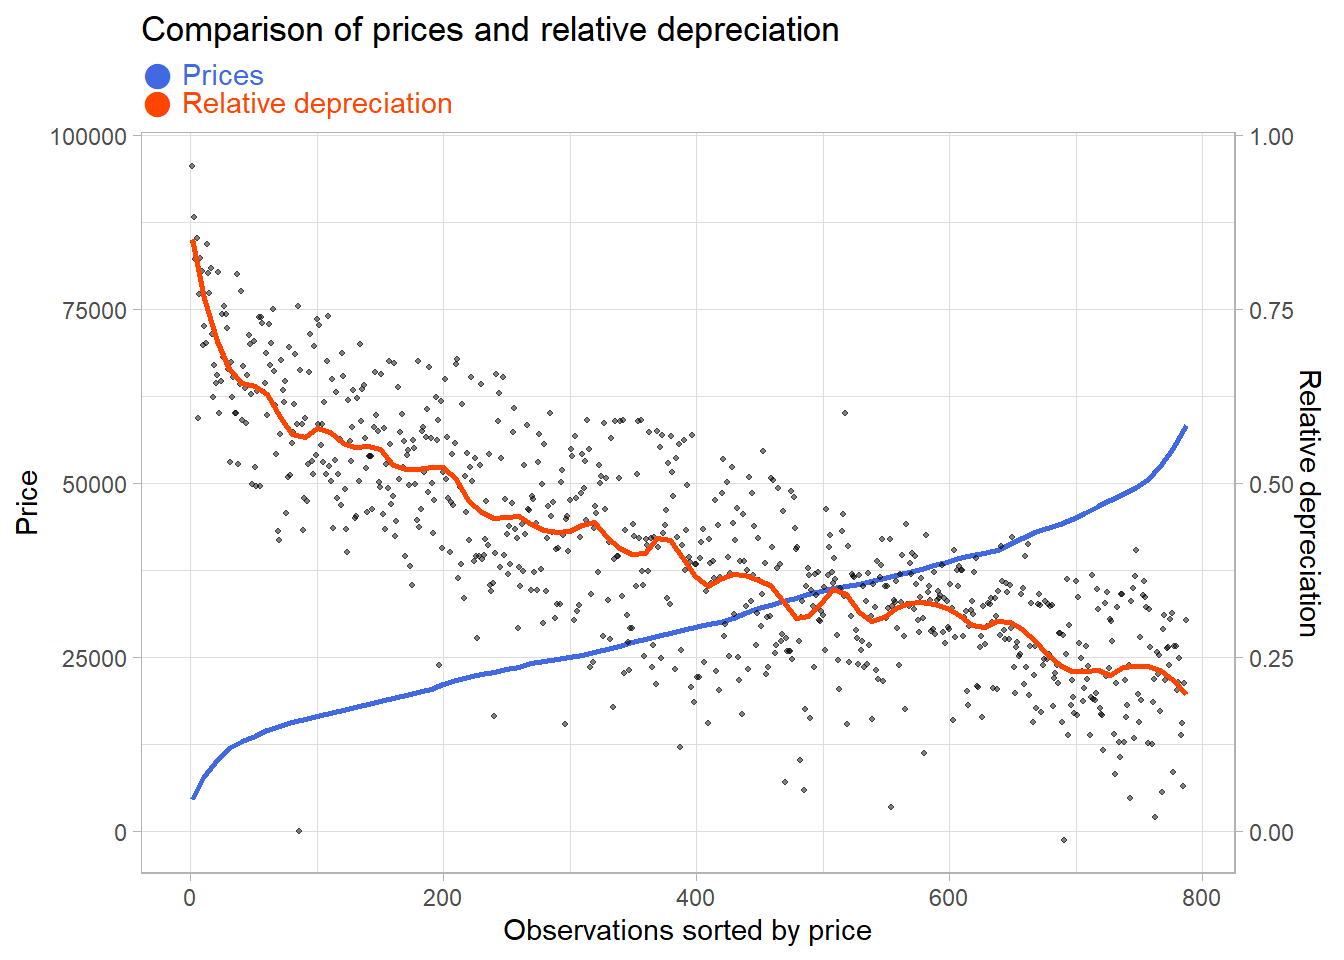 Comparison of prices and relative depreciation
Prices
Relative depreciation
100000
75000
50000
25000
0
Price
1.00
0.75
0.50
0.25
0.00
Relative depreciation
0 200 400 600 800
Observations sorted by price